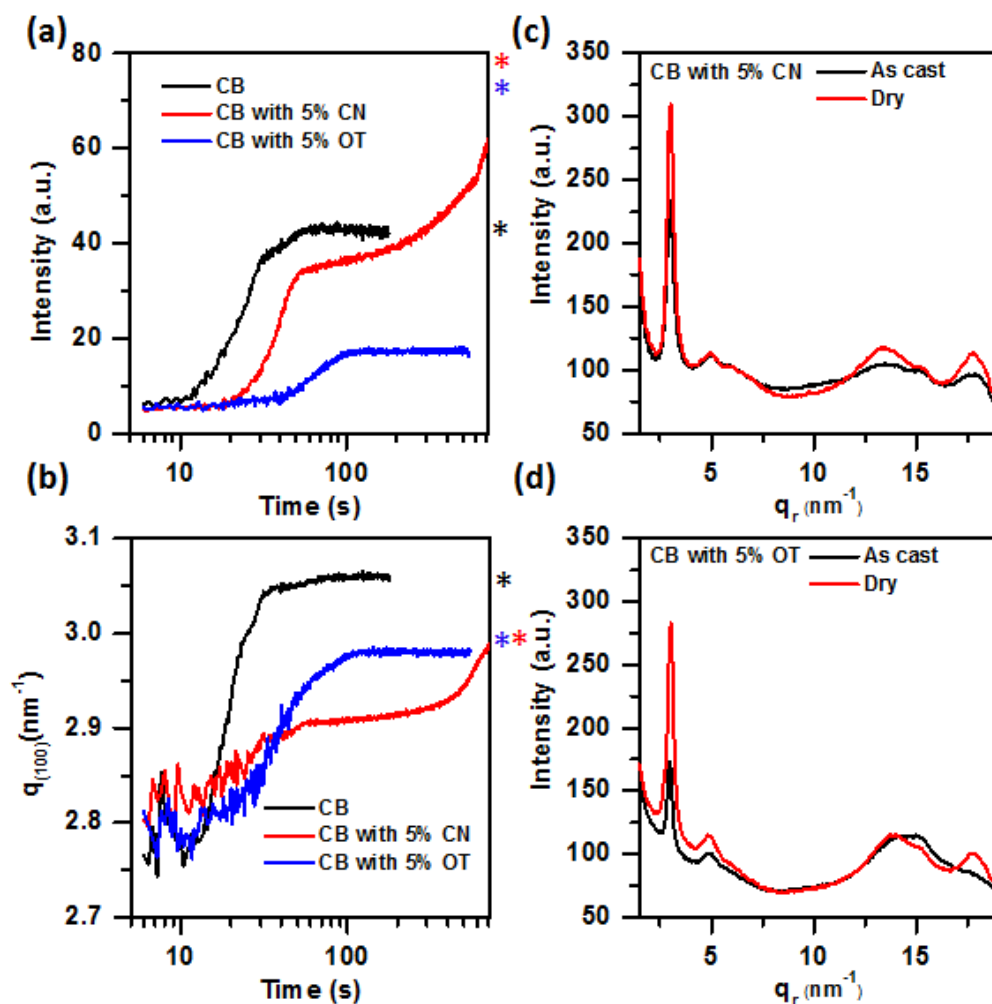 (a)
80
60
40
20
0
Intensity (a.u.)
CB
CB with 5% CN
CB with 5% OT
*
*
*
10
100
Time (s)
(c)
350
300
250
200
150
100
50
Intensity (a.u.)
CB with 5% CN
As cast
Dry
5
10
15
qr (nm-1)
(b)
3.1
3.0
2.9
2.8
2.7
q(100)(nm-1)
CB
CB with 5% CN
CB with 5% OT
*
**
10
100
Time (s)
(d)
350
300
250
200
150
100
50
Intensity (a.u.)
CB with 5% OT
As cast
Dry
5
10
15
qr (nm-1)